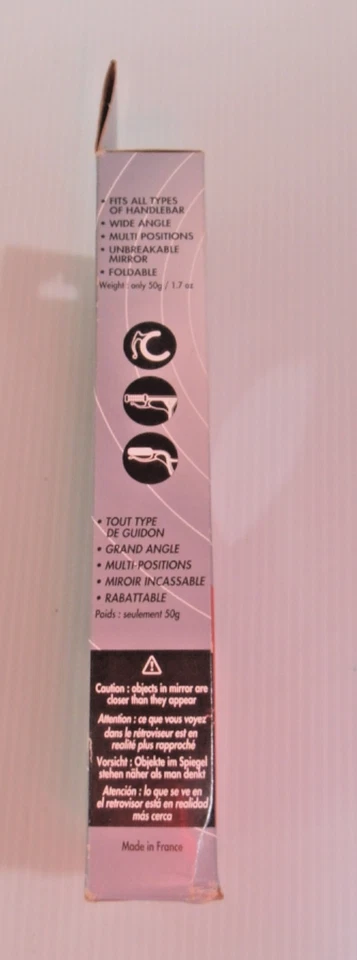 • FITS ALL TYPES
OF HANDLEBAR
• WIDE ANGLE
• MULTI POSITIONS
• UNBREAKABLE
MIRROR
• FOLDABLE
Weight : only 50g / 1.7 oz
• TOUT TYPE
DE GUIDON
• GRAND ANGLE
• MULTI-POSITIONS
• MIROIR INCASSABLE
• RABATTABLE
Poids : seulement 50g
Caution : objects in mirror are
closer than they appear
Attention : ce que vous voyez
dans le rétroviseur est en
réalité plus rapproché
Vorsicht : Objekte im Spiegel
stehen näher als man denkt
Atención : lo que se ve en
el retrovisor está en realidad
más cerca
Made in France